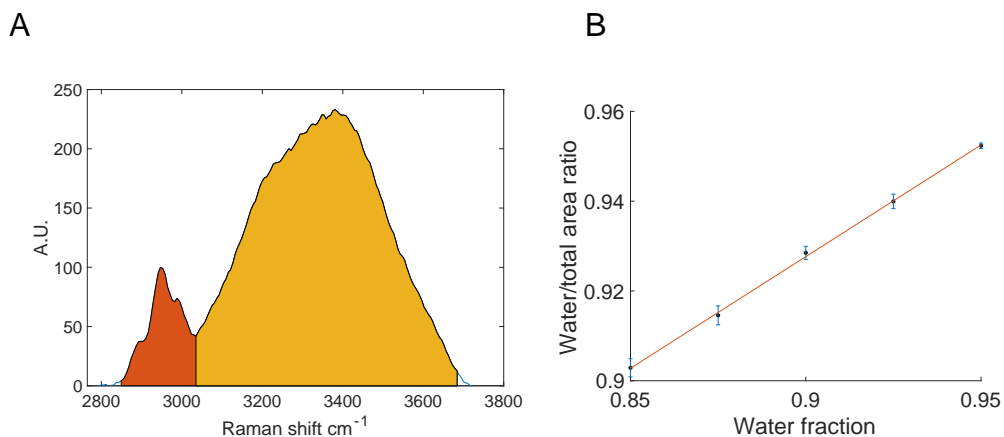 A
B
250
200
150
100
50
0
A.U.
2800 3000 3200 3400 3600 3800
Raman shift cm-1
0.96
0.94
0.92
0.9
Water/total area ratio
0.85 0.9 0.95
Water fraction